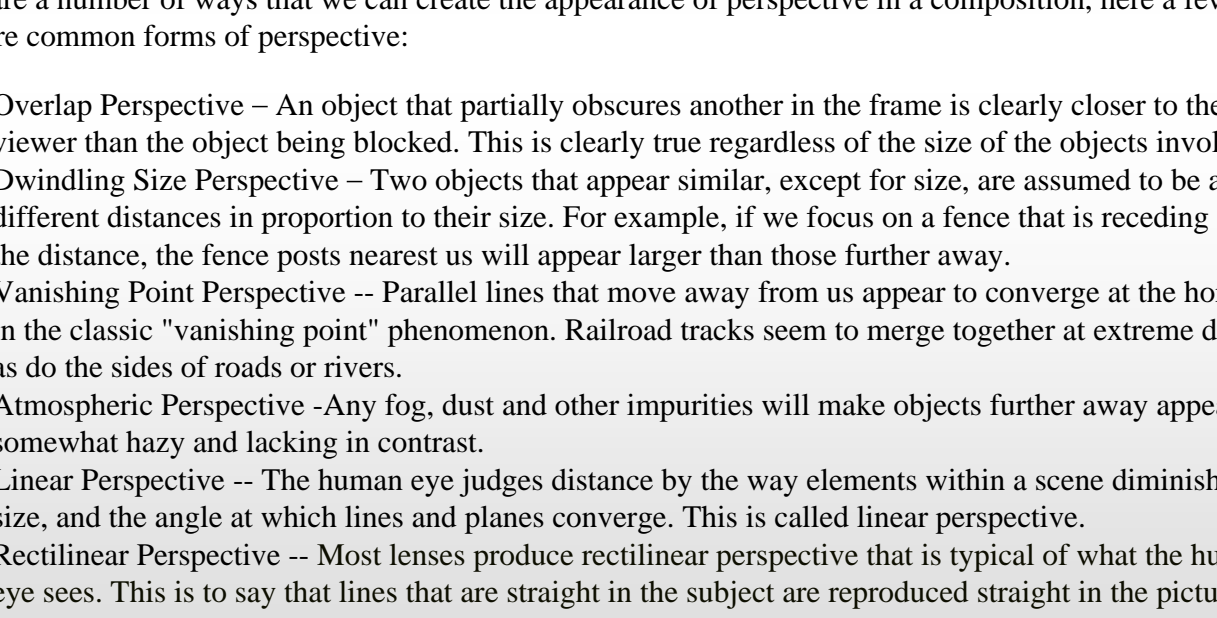 are a number of ways that we can create the appearance of perspective in a composition, here a few
re common forms of perspective:
Overlap Perspective – An object that partially obscures another in the frame is clearly closer to the
viewer than the object being blocked. This is clearly true regardless of the size of the objects invol
Dwindling Size Perspective – Two objects that appear similar, except for size, are assumed to be a
different distances in proportion to their size. For example, if we focus on a fence that is receding
the distance, the fence posts nearest us will appear larger than those further away.
Vanishing Point Perspective -- Parallel lines that move away from us appear to converge at the hor
in the classic "vanishing point" phenomenon. Railroad tracks seem to merge together at extreme d
as do the sides of roads or rivers.
Atmospheric Perspective -Any fog, dust and other impurities will make objects further away appea
somewhat hazy and lacking in contrast.
Linear Perspective -- The human eye judges distance by the way elements within a scene diminish
size, and the angle at which lines and planes converge. This is called linear perspective.
Rectilinear Perspective -- Most lenses produce rectilinear perspective that is typical of what the hu
eye sees. This is to say that lines that are straight in the subject are reproduced straight in the pictu